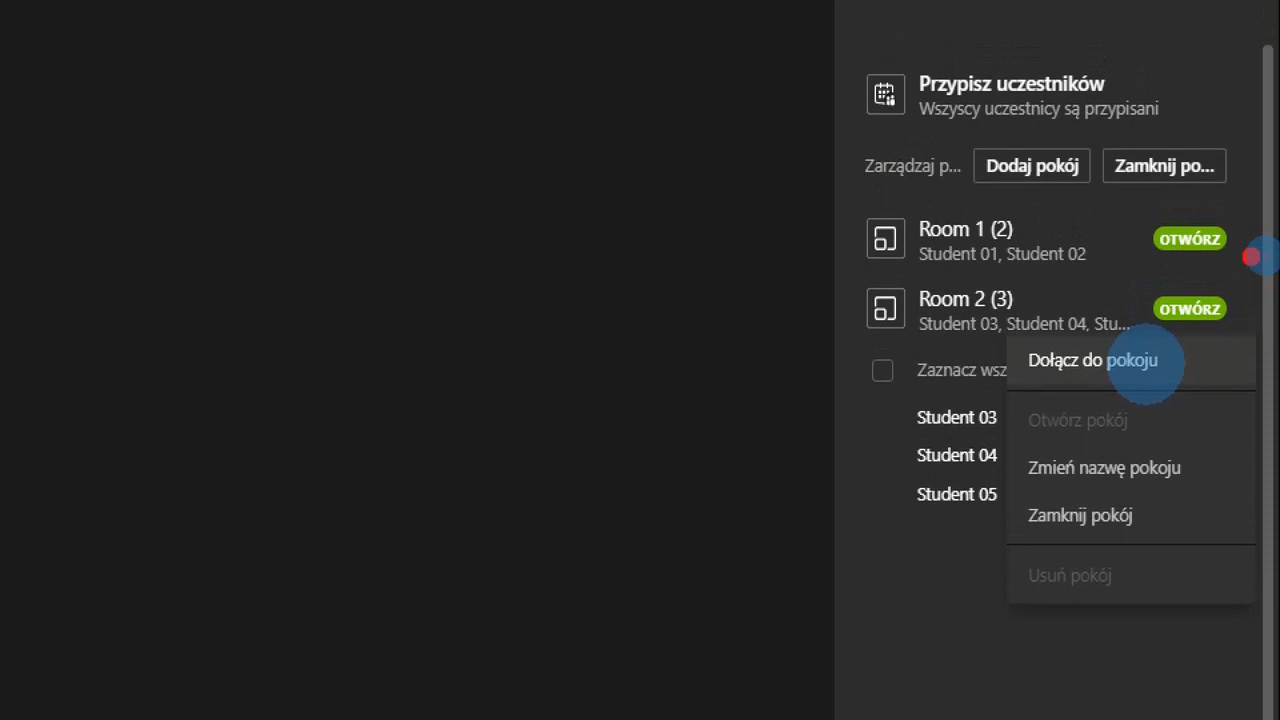 Przypisz uczestników
Wszyscy uczestnicy są przypisani
Zarządzaj p... Dodaj pokój Zamknij po...
Room 1 (2)
OTWÓRZ
Student 01, Student 02
Room 2 (3)
OTWÓRZ
Student 03, Student 04, Stu...
Zaznacz wsz
Student 03
Student 04
Student 05
Dołącz do pokoju
Otwórz pokój
Zmień nazwę pokoju
Zamknij pokój
Usuń pokój